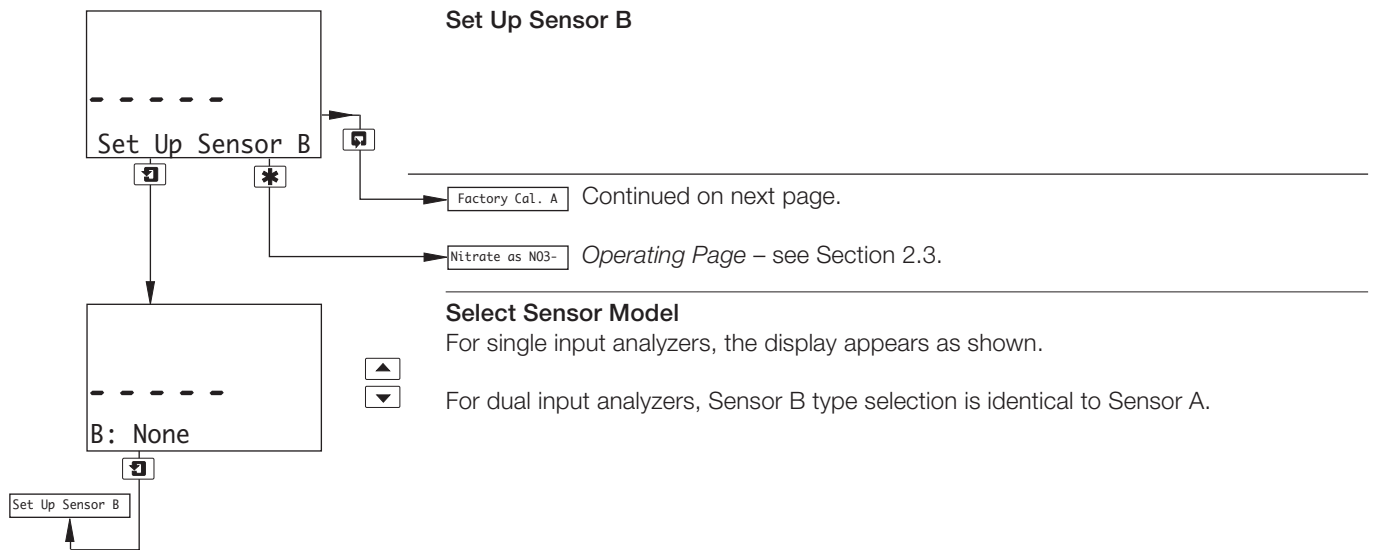 Set Up Sensor B
- - - - -
Set Up Sensor B
Factory Cal. A Continued on next page.
Nitrate as NO3- Operating Page – see Section 2.3.
Select Sensor Model
For single input analyzers, the display appears as shown.
For dual input analyzers, Sensor B type selection is identical to Sensor A.
- - - - -
B: None
Set Up Sensor B